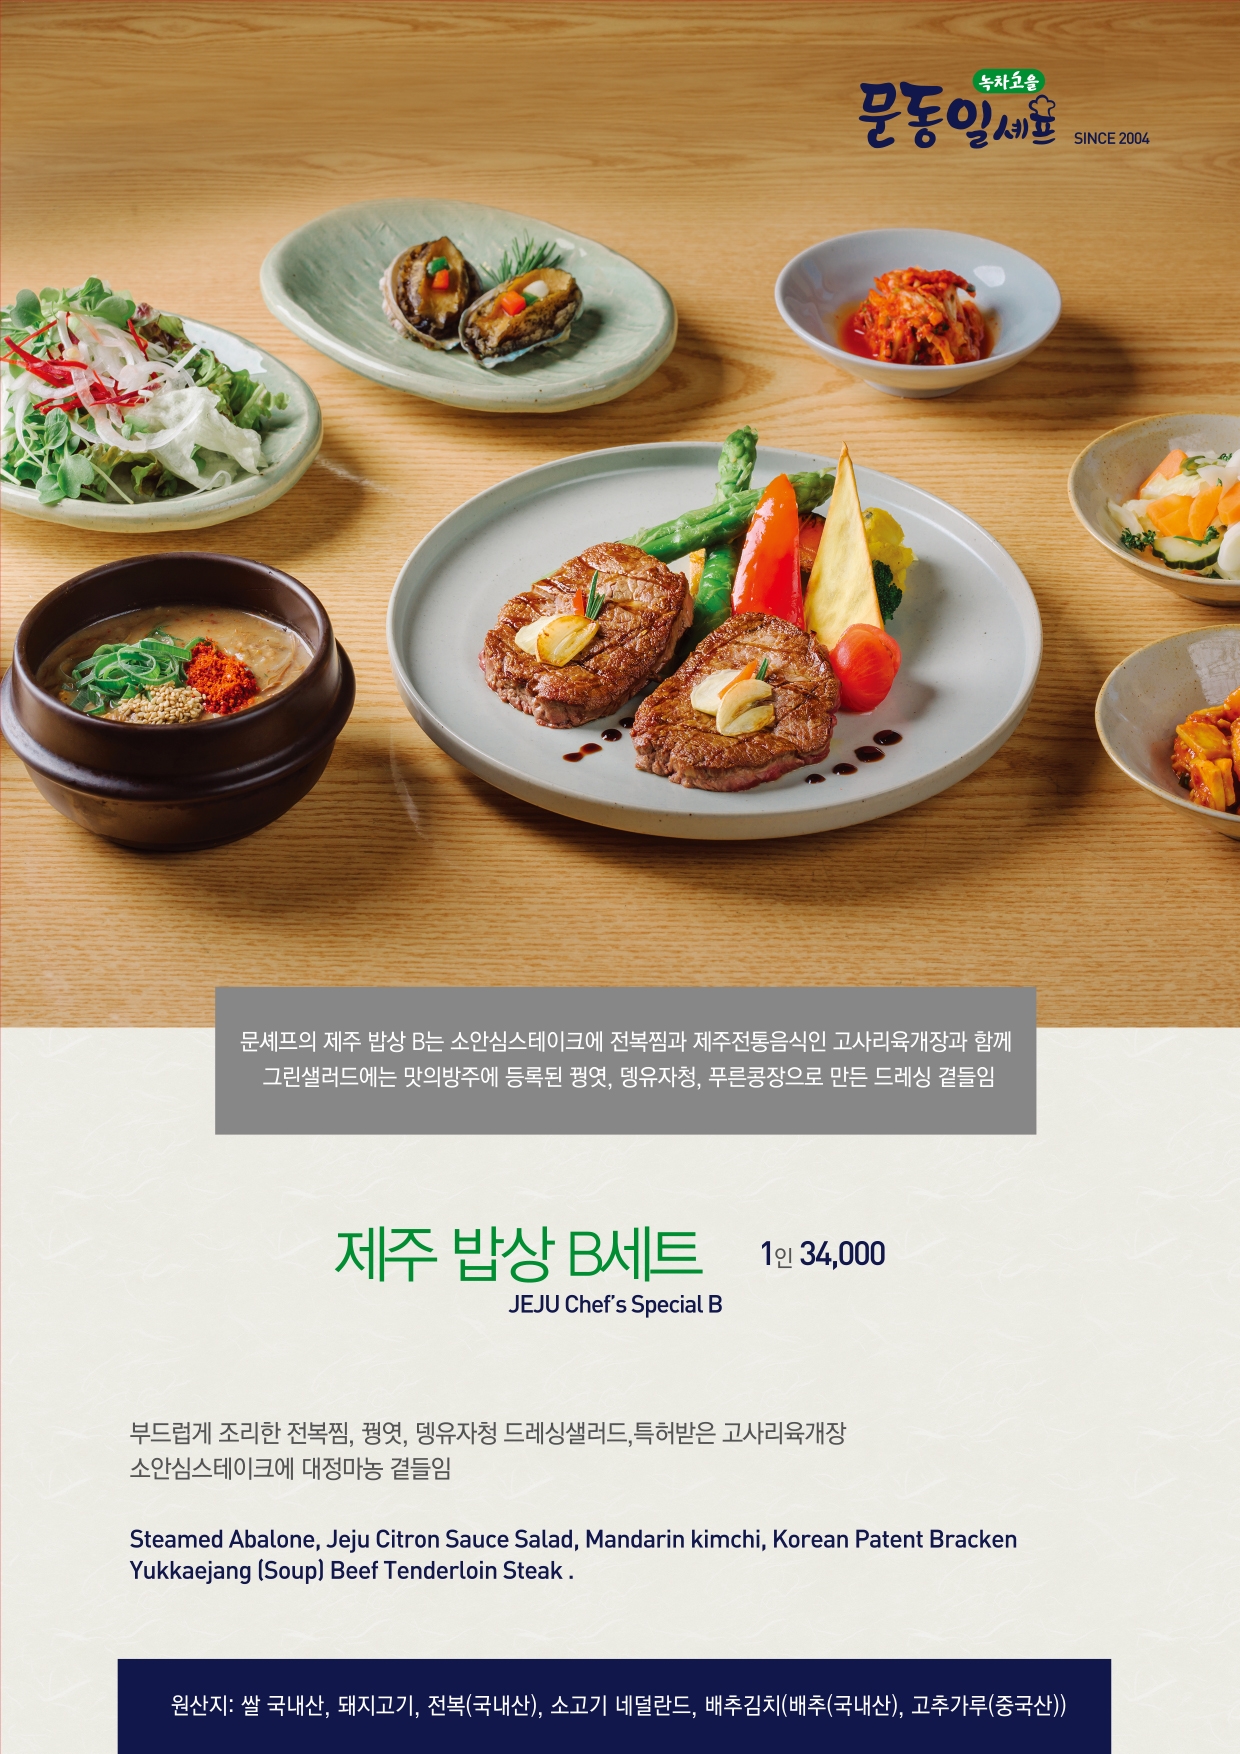 녹차고을
문동일셰프 SINCE 2004
문셰프의 제주 밥상 B는 소안심스테이크에 전복찜과 제주전통음식인 고사리육개장과 함께
그린샐러드에는 맛의방주에 등록된 꿩엿, 뎅유자청, 푸른콩장으로 만든 드레싱 곁들임
제주 밥상 B세트 1인 34,000
JEJU Chef's Special B
부드럽게 조리한 전복찜, 꿩엿, 뎅유자청 드레싱샐러드,특허받은 고사리육개장
소안심스테이크에 대정마농 곁들임
Steamed Abalone, Jeju Citron Sauce Salad, Mandarin kimchi, Korean Patent Bracken
Yukkaejang (Soup) Beef Tenderloin Steak .
원산지: 쌀 국내산, 돼지고기, 전복(국내산), 소고기 네덜란드, 배추김치(배추(국내산), 고추가루(중국산))